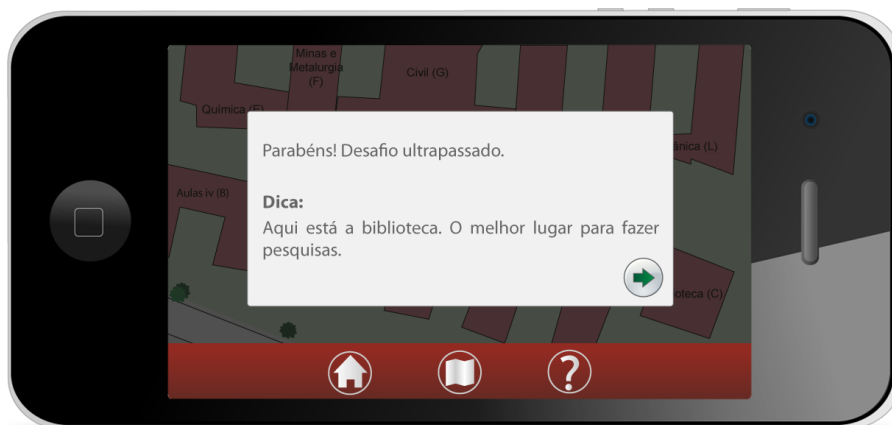 Minas e
Metalurgia
(F)
Civil (G)
Química (E)
ânica (L)
Aulas iv (B)
Parabéns! Desafio ultrapassado.
Dica:
Aqui está a biblioteca. O melhor lugar para fazer
pesquisas.
oteca (C)
?